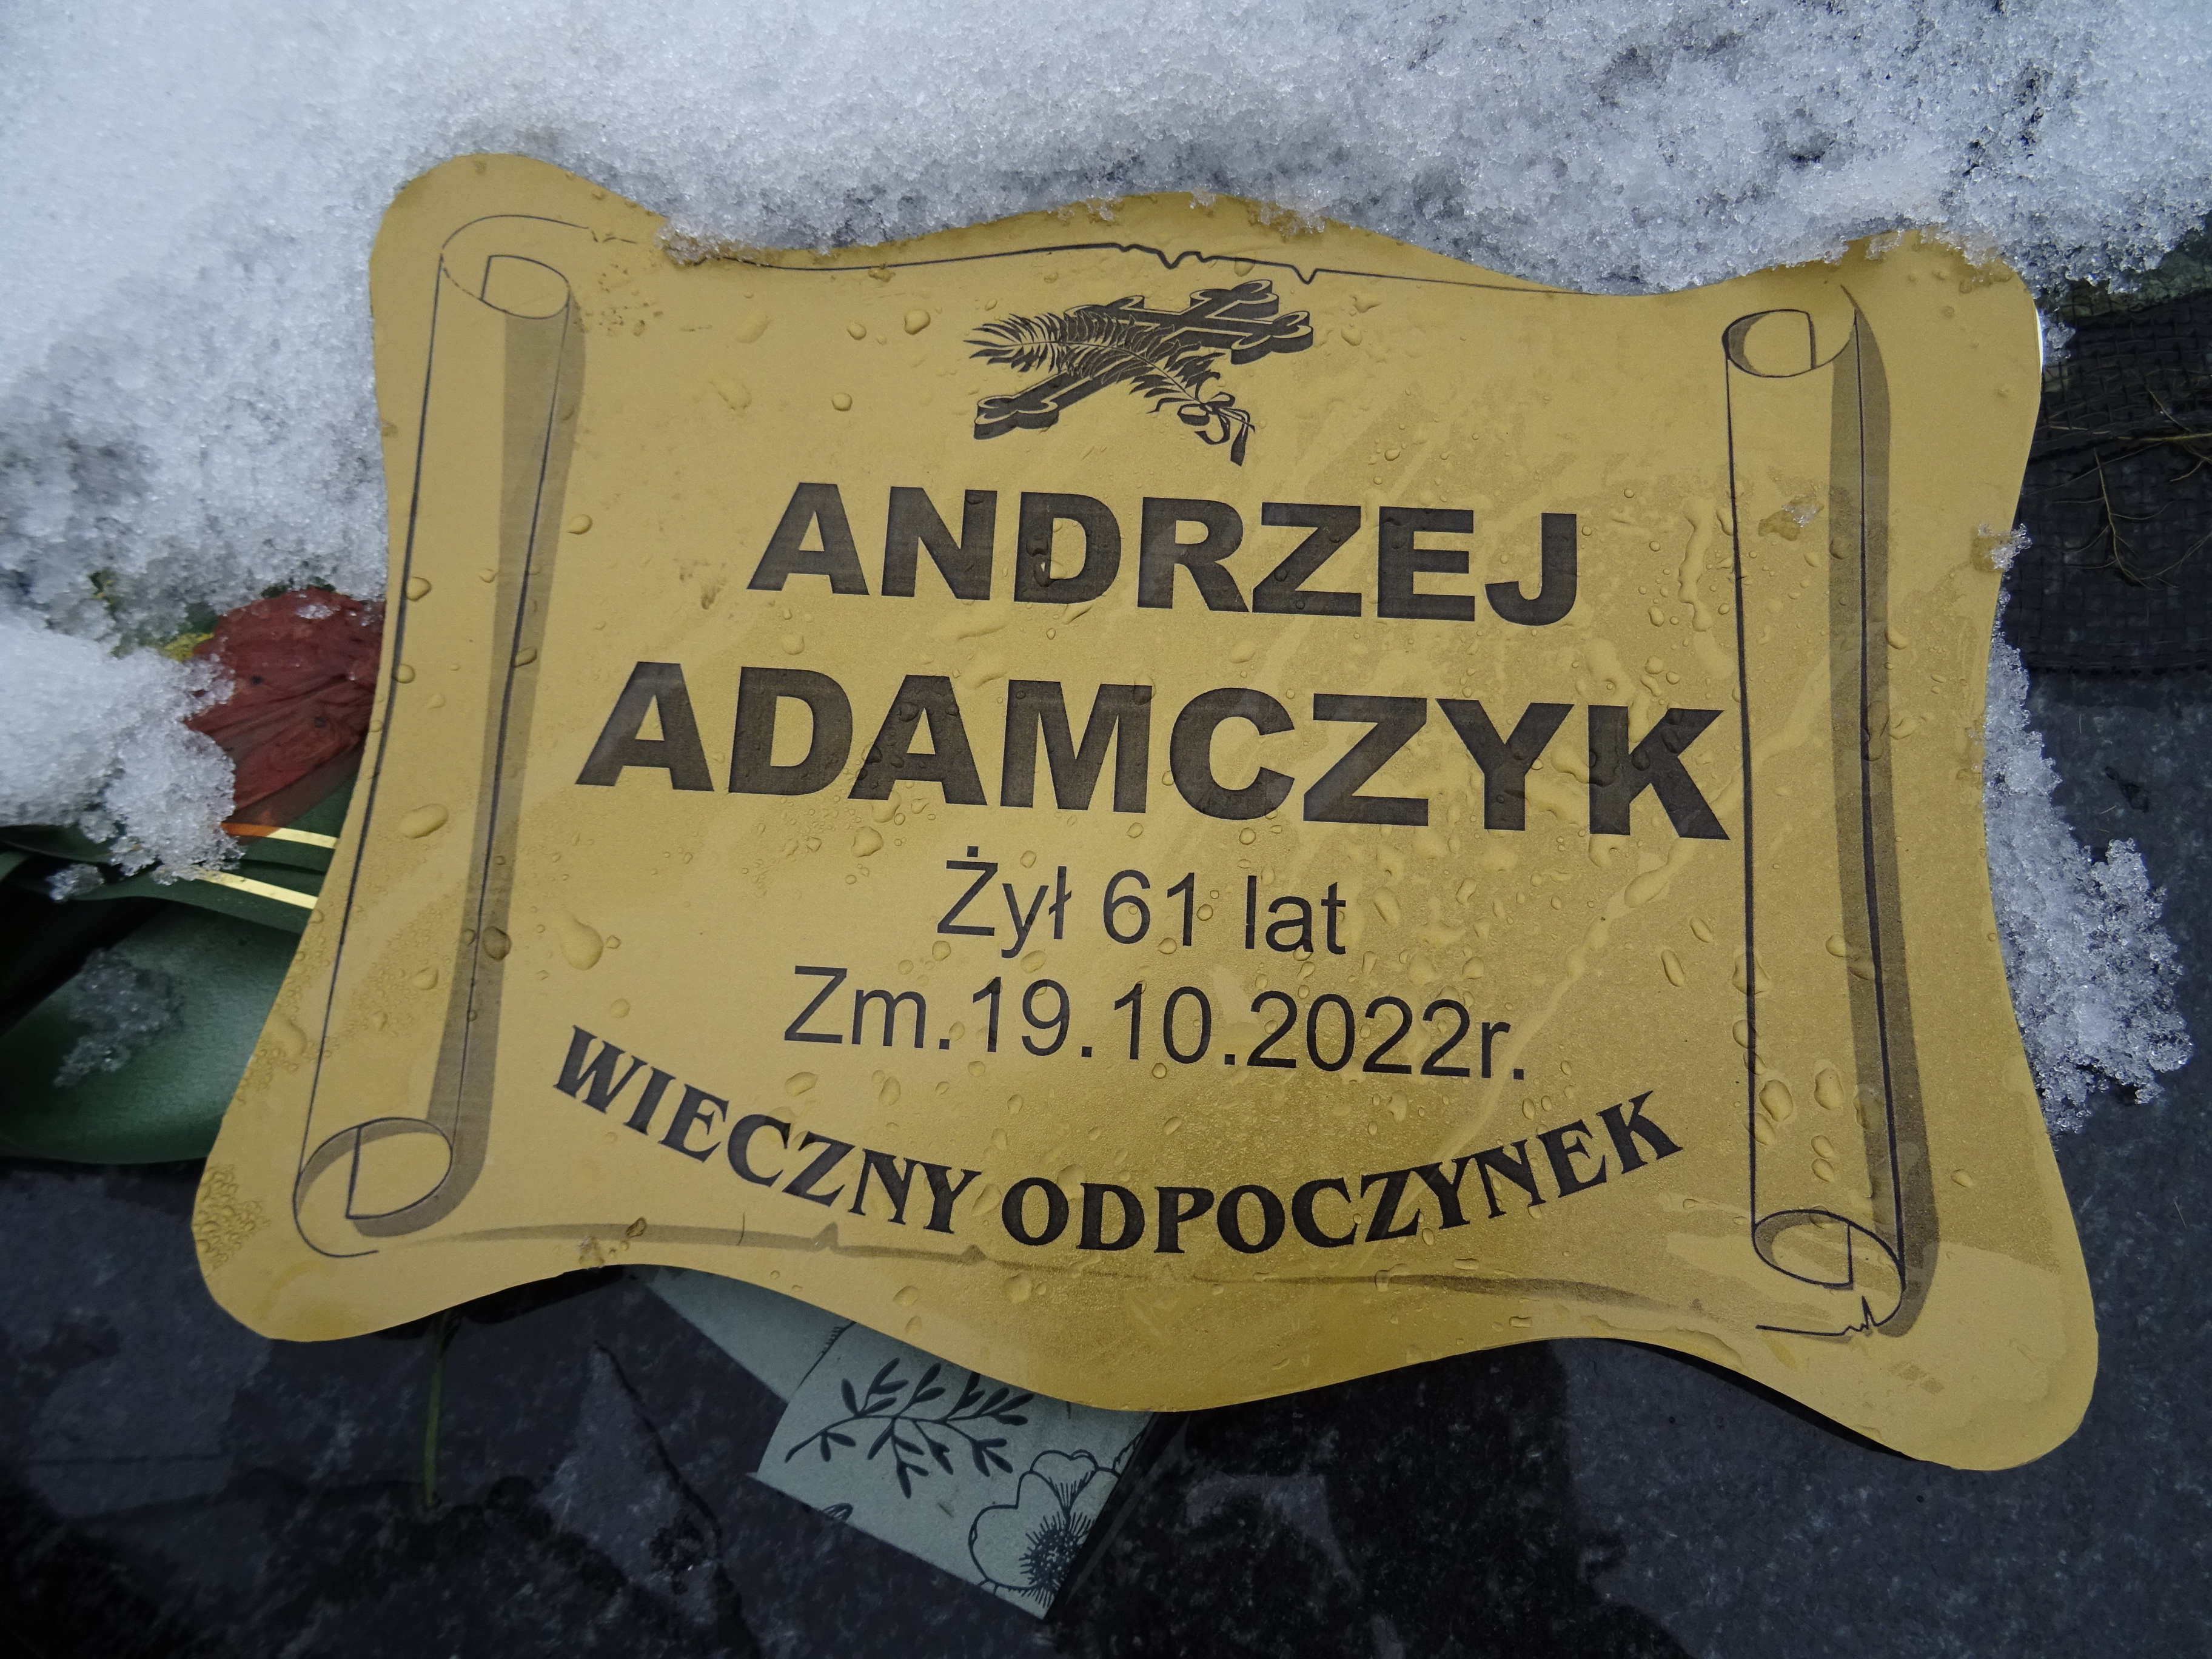 ANDRZEJ
ADAMCZYK
Żył 61 lat
Zm.19.10.2022r.
WIECZNY ODPOCZYNEK